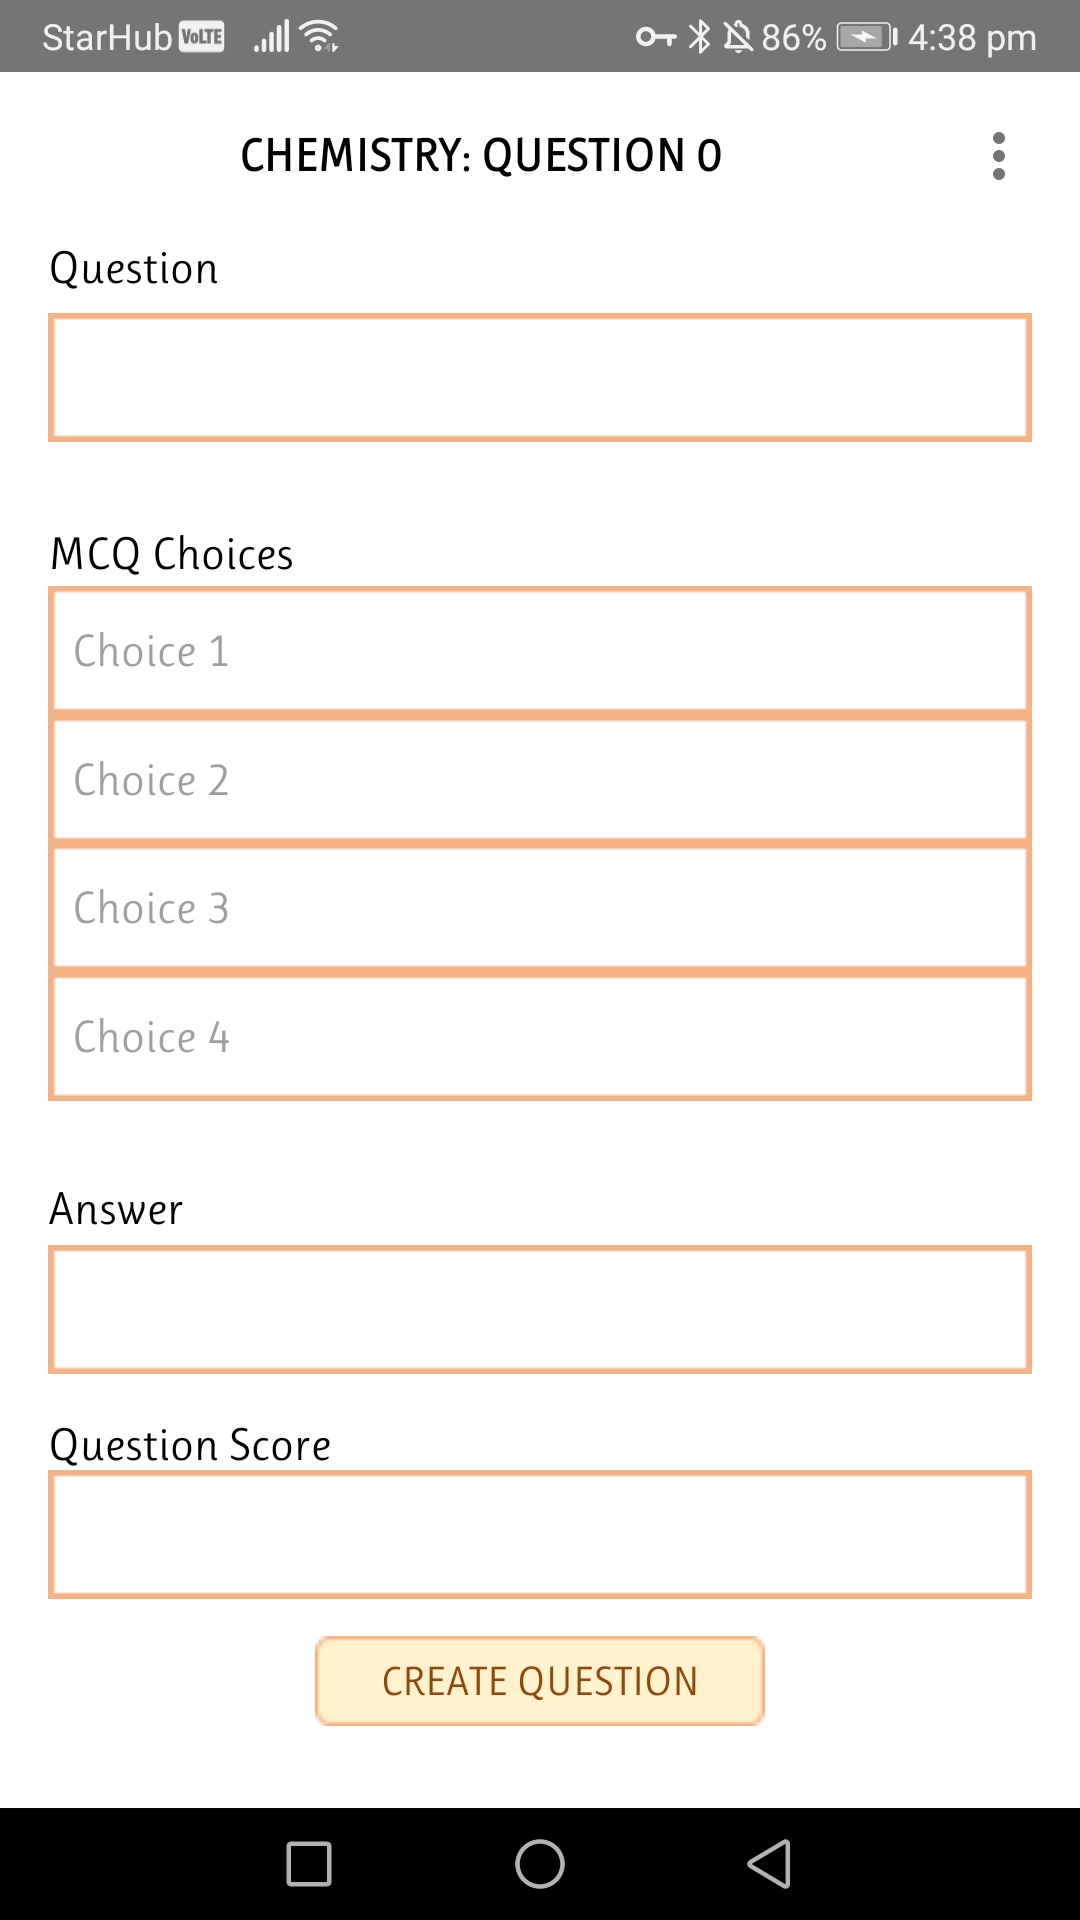 StarHub VoLTE 86% 4:38 pm
CHEMISTRY: QUESTION 0
Question
MCQ Choices
Choice 1
Choice 2
Choice 3
Choice 4
Answer
Question Score
CREATE QUESTION